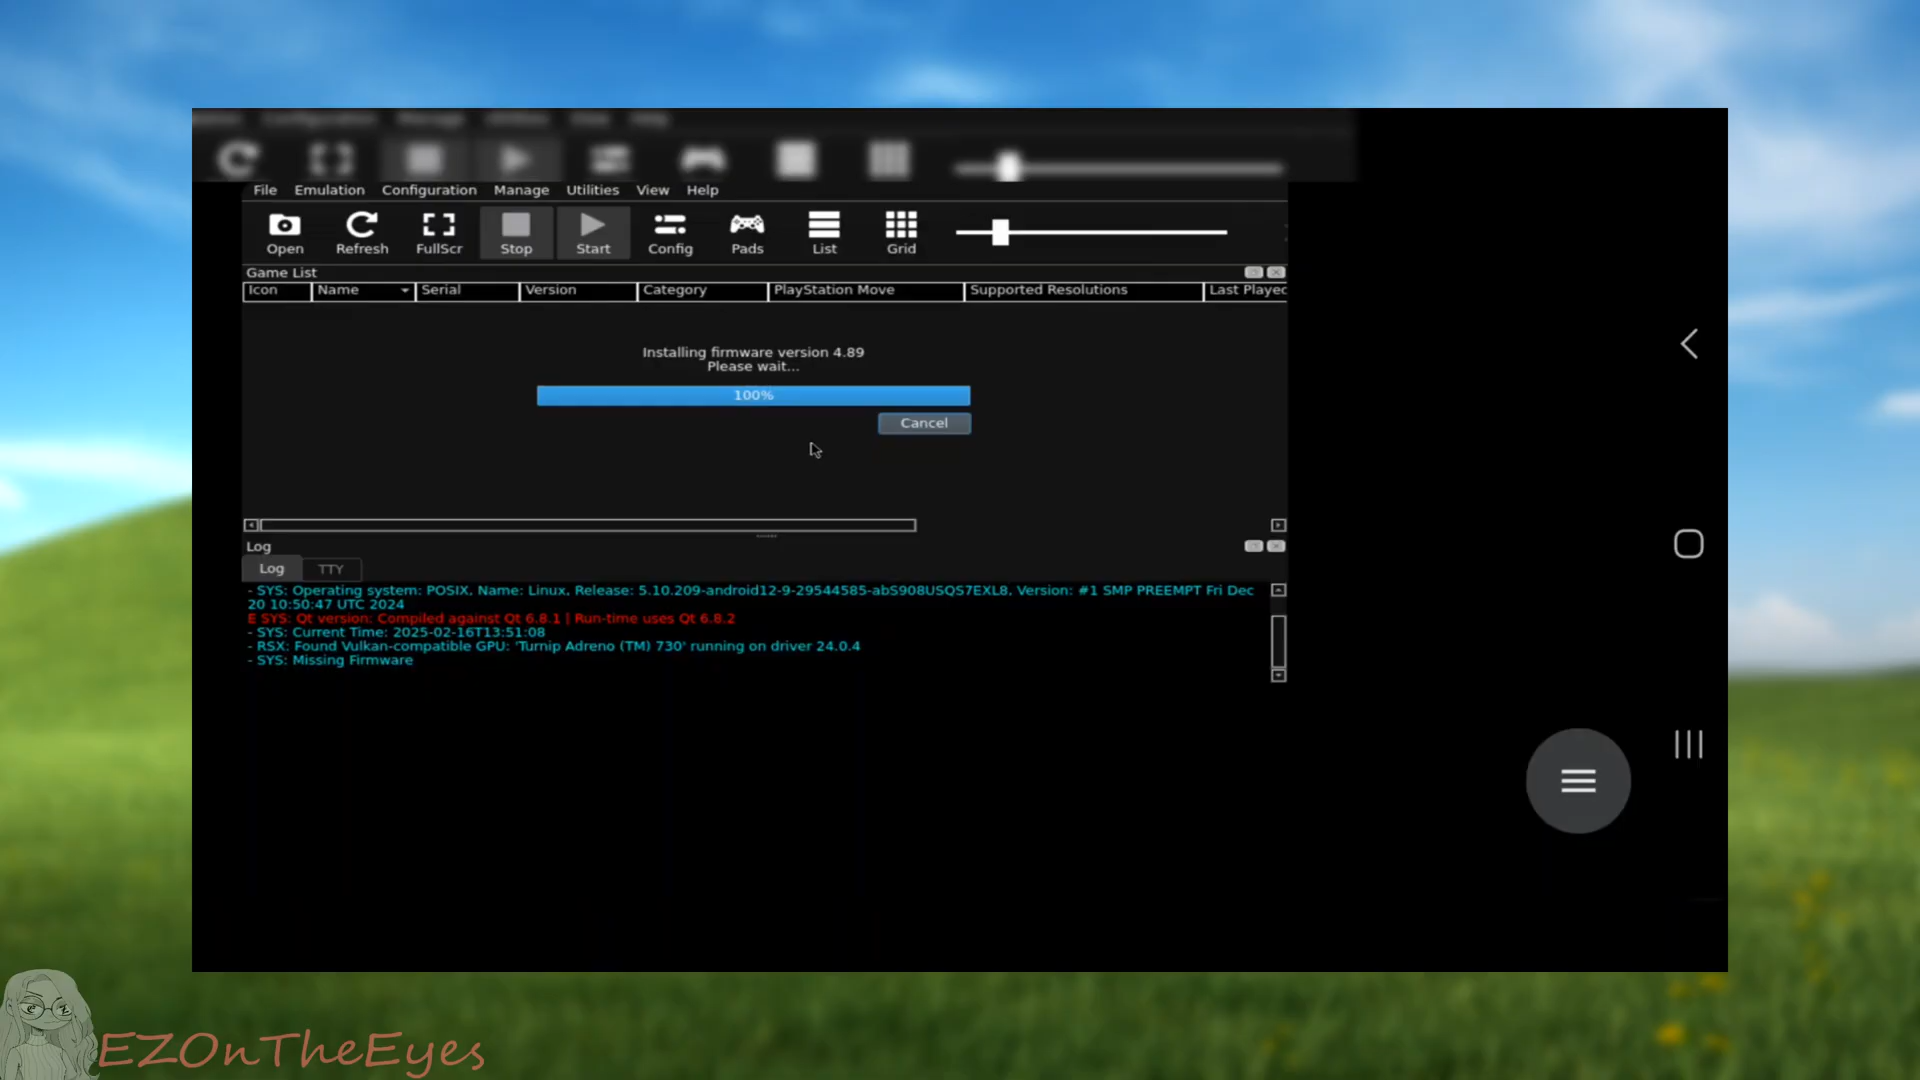 File Emulation Configuration Manage Utilities View Help
Open Refresh FullScr Stop Start Config Pads List Grid
Game List
Icon Name Serial Version Category PlayStation Move Supported Resolutions Last Played
Installing firmware version 4.89
Please wait...
100%
Cancel
Log
Log TTY
- SYS: Operating system: POSIX, Name: Linux, Release: 5.10.209-android12-9-29544585-abS908USQS7EXL8, Version: #1 SMP PREEMPT Fri Dec
20 10:50:47 UTC 2024
E SYS: Qt version: Compiled against Qt 6.8.1 | Run-time uses Qt 6.8.2
- SYS: Current Time: 2025-02-16T13:51:08
- RSX: Found Vulkan-compatible GPU: 'Turnip Adreno (TM) 730' running on driver 24.0.4
- SYS: Missing Firmware
EZOnTheEyes